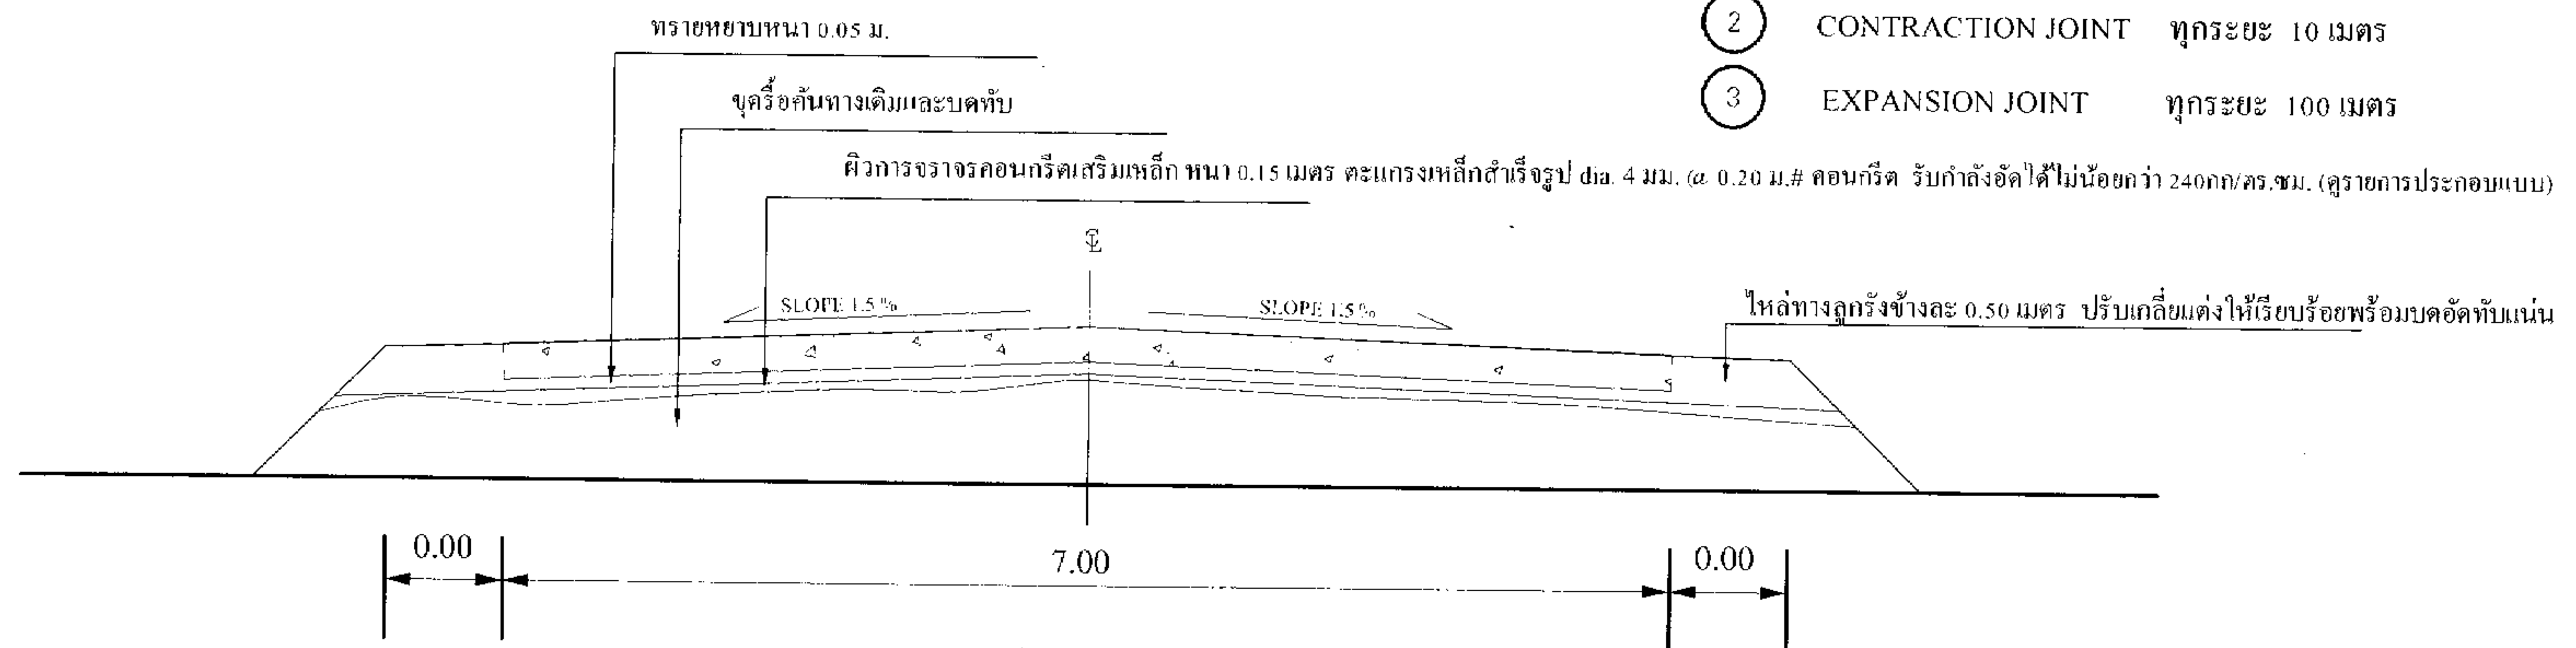 ทรายหยาบหนา 0.05 ม.
2 CONTRACTION JOINT ทุกระยะ 10 เมตร
ขุดรื้อคันทางเดิมและบดทับ
3 EXPANSION JOINT ทุกระยะ 100 เมตร
ผิวการจราจรคอนกรีตเสริมเหล็ก หนา 0.15 เมตร ตะแกรงเหล็กสำเร็จรูป dia. 4 มม. @ 0.20 ม.# คอนกรีต รับกำลังอัดได้ไม่น้อยกว่า 240กก/ตร.ซม. (ดูรายการประกอบแบบ)
℄
SLOPE 1.5 % SLOPE 1.5 %
ไหล่ทางลูกรังข้างละ 0.50 เมตร ปรับเกลี่ยแต่งให้เรียบร้อยพร้อมบดอัดทับแน่น
0.00 7.00 0.00